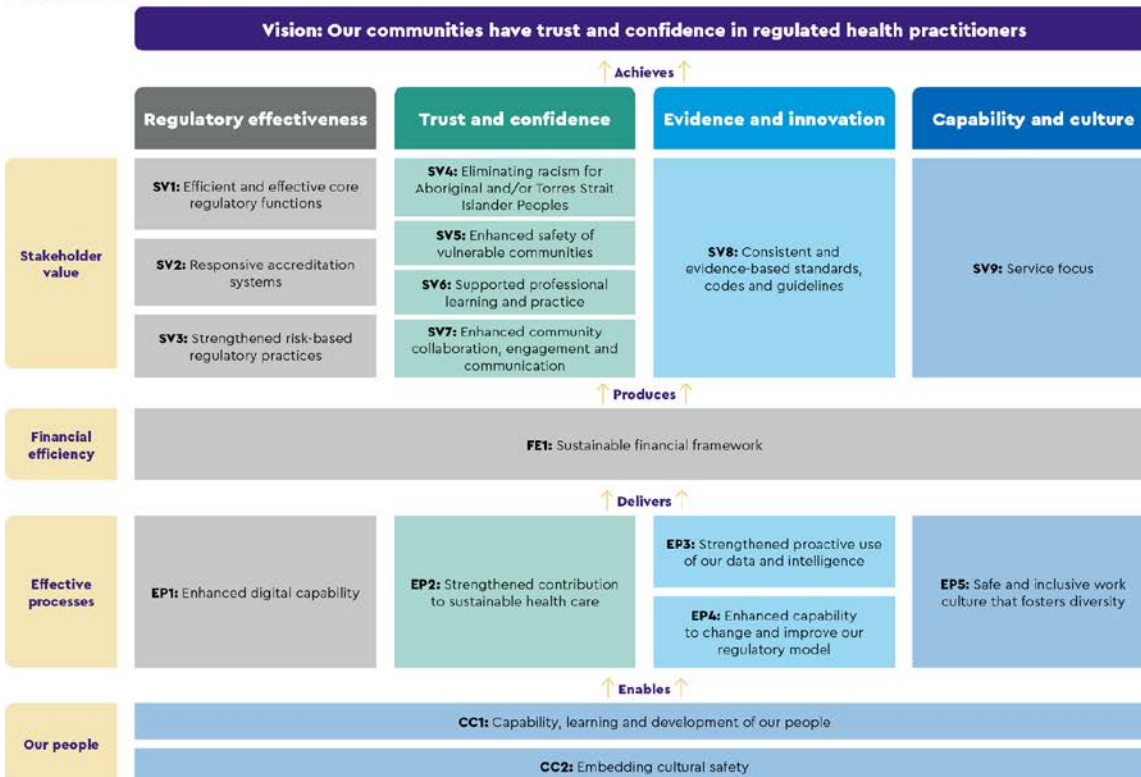 Vision: Our communities have trust and confidence in regulated health practitioners
↑ Achieves ↑
Regulatory effectiveness
Trust and confidence
Evidence and innovation
Capability and culture
Stakeholder
value
SV1: Efficient and effective core
regulatory functions
SV2: Responsive accreditation
systems
SV3: Strengthened risk-based
regulatory practices
SV4: Eliminating racism for
Aboriginal and/or Torres Strait
Islander Peoples
SV5: Enhanced safety of
vulnerable communities
SV6: Supported professional
learning and practice
SV7: Enhanced community
collaboration, engagement and
communication
SV8: Consistent and
evidence-based standards,
codes and guidelines
SV9: Service focus
↑ Produces ↑
Financial
efficiency
FE1: Sustainable financial framework
↑ Delivers ↑
Effective
processes
EP1: Enhanced digital capability
EP2: Strengthened contribution
to sustainable health care
EP3: Strengthened proactive use
of our data and intelligence
EP4: Enhanced capability
to change and improve our
regulatory model
EP5: Safe and inclusive work
culture that fosters diversity
↑ Enables ↑
Our people
CC1: Capability, learning and development of our people
CC2: Embedding cultural safety